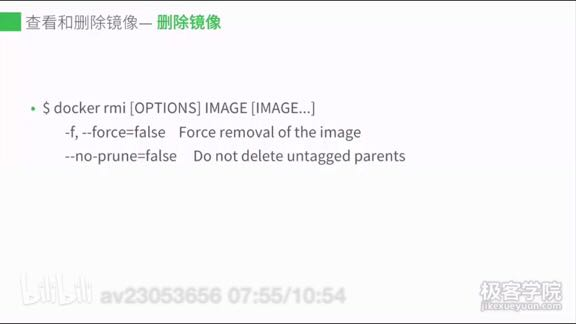 查看和删除镜像— 删除镜像
• $ docker rmi [OPTIONS] IMAGE [IMAGE...]
-f, --force=false Force removal of the image
--no-prune=false Do not delete untagged parents
bilibili av23053656 07:55/10:54
极客学院
jikexueyuan.com